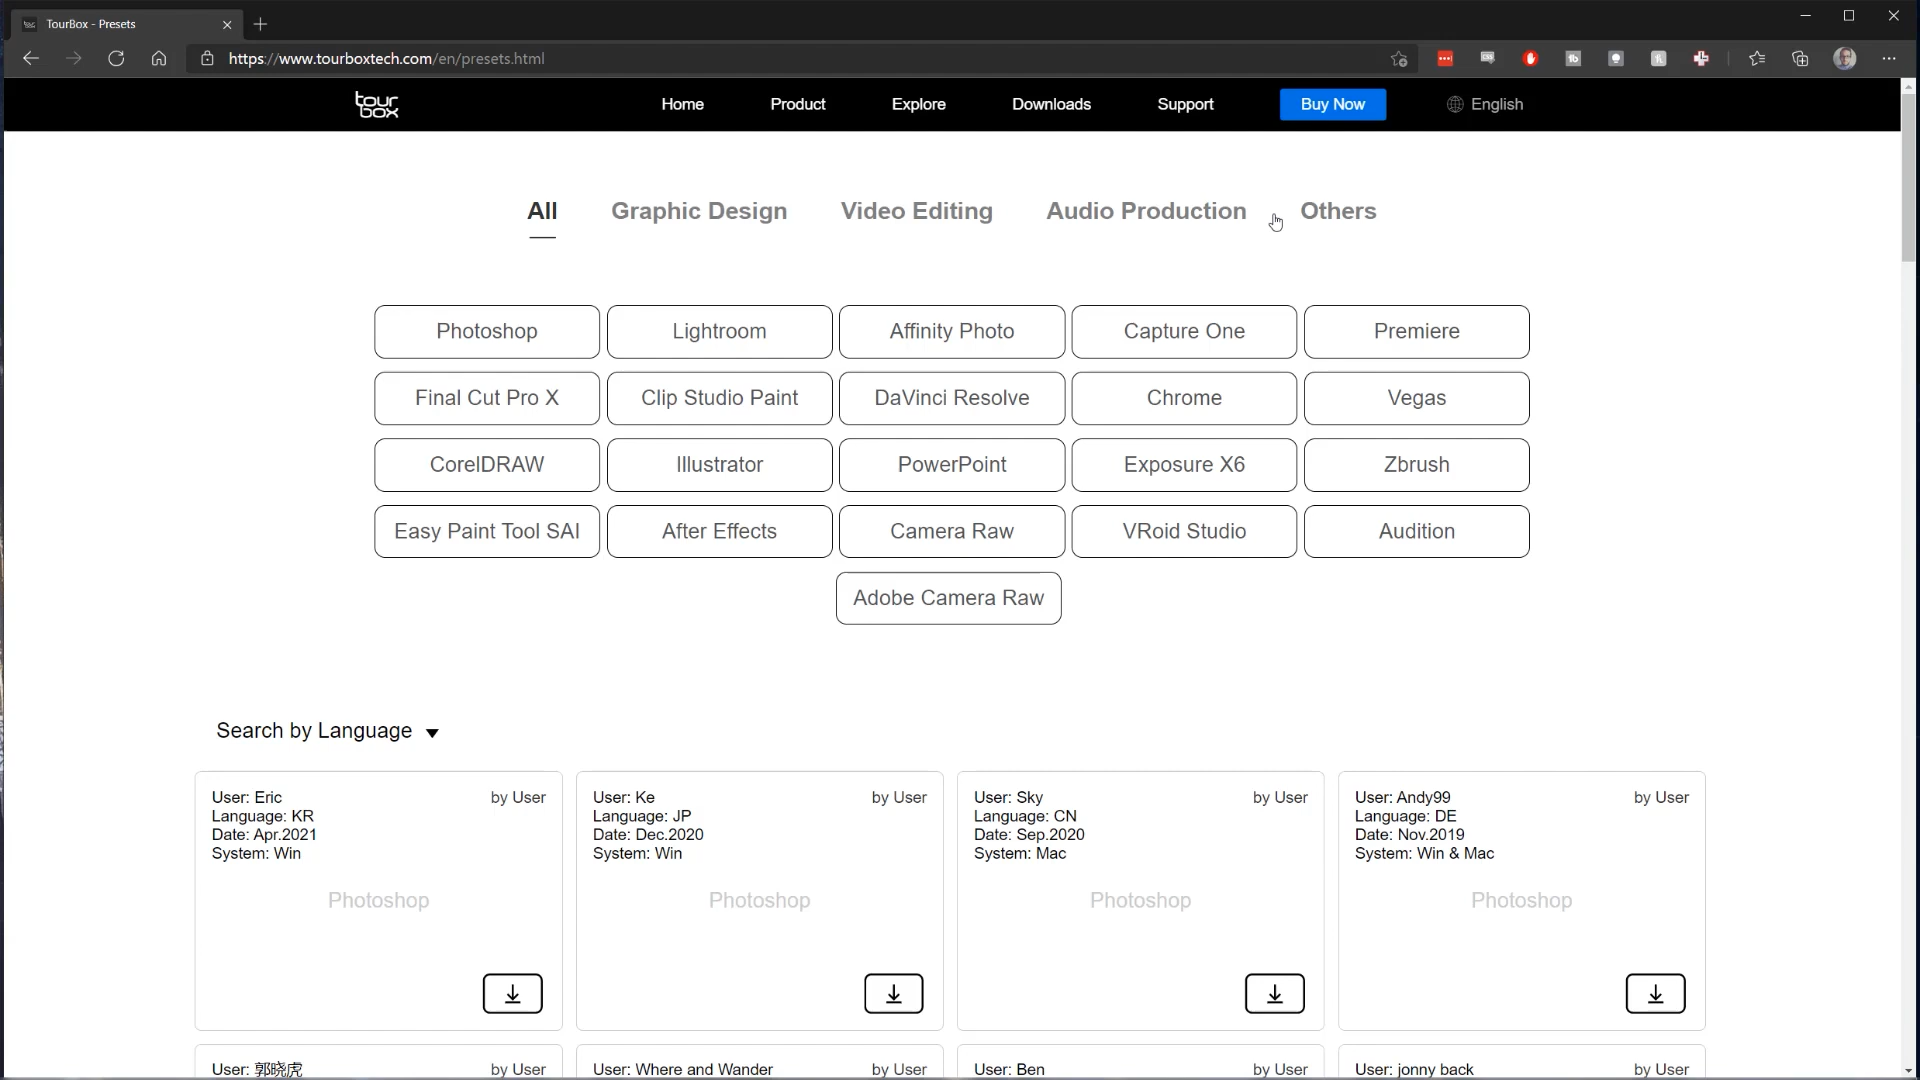 TourBox - Presets
https://www.tourboxtech.com/en/presets.html
tour
box
Home
Product
Explore
Downloads
Support
Buy Now
English
All
Graphic Design
Video Editing
Audio Production
Others
Photoshop
Lightroom
Affinity Photo
Capture One
Premiere
Final Cut Pro X
Clip Studio Paint
DaVinci Resolve
Chrome
Vegas
CorelDRAW
Illustrator
PowerPoint
Exposure X6
Zbrush
Easy Paint Tool SAI
After Effects
Camera Raw
VRoid Studio
Audition
Adobe Camera Raw
Search by Language
User: Eric
by User
Language: KR
Date: Apr.2021
System: Win
Photoshop
User: Ke
by User
Language: JP
Date: Dec.2020
System: Win
Photoshop
User: Sky
by User
Language: CN
Date: Sep.2020
System: Mac
Photoshop
User: Andy99
by User
Language: DE
Date: Nov.2019
System: Win & Mac
Photoshop
User: 郭晓虎
by User
User: Where and Wander
by User
User: Ben
by User
User: jonny back
by User